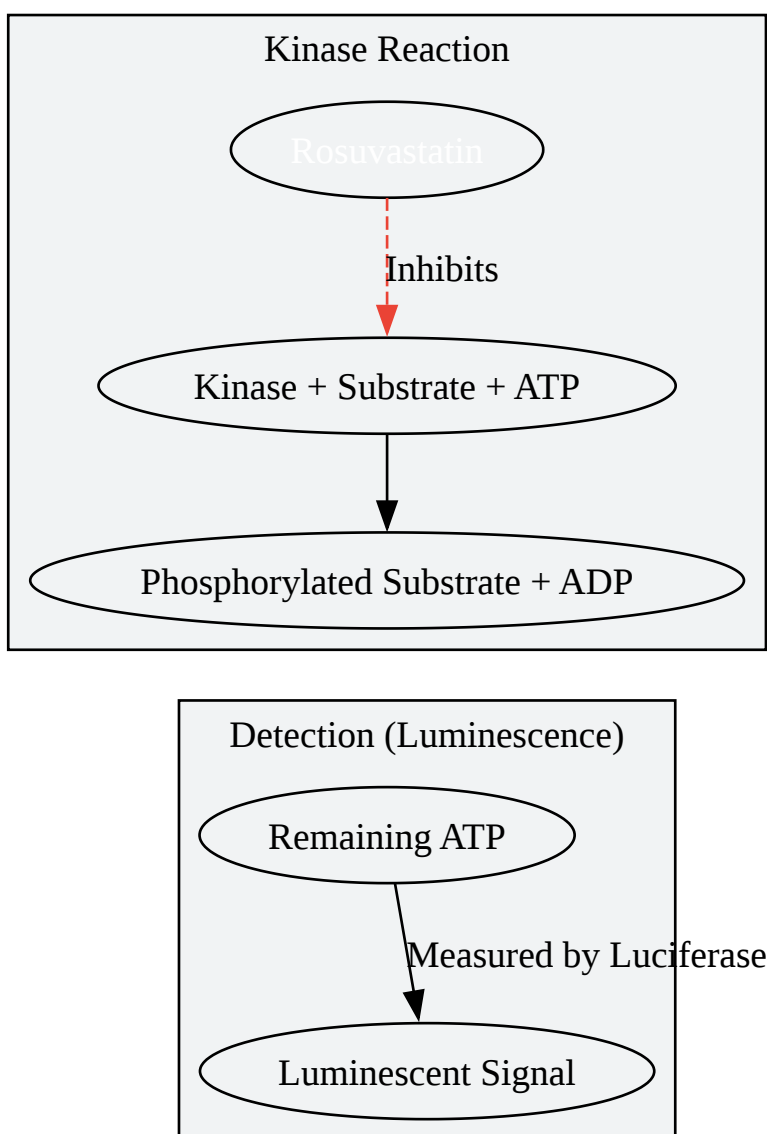 Kinase Reaction
Rosuvastatin
Inhibits
Kinase + Substrate + ATP
Phosphorylated Substrate + ADP
Detection (Luminescence)
Remaining ATP
Measured by Luciferase
Luminescent Signal